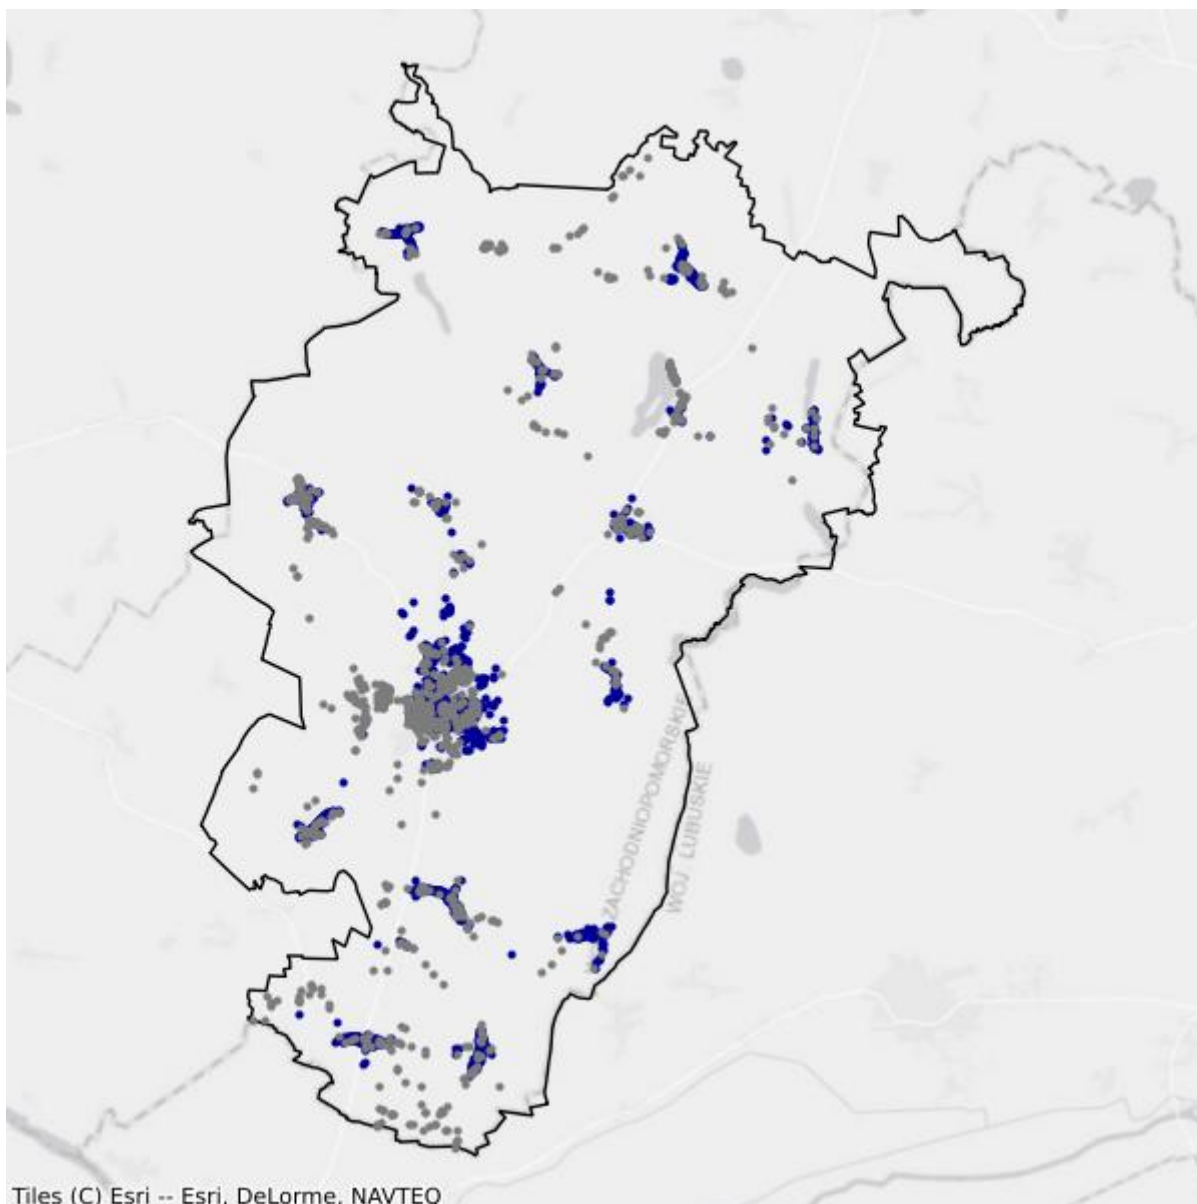 ZACHODNIOPOMORSKIE
WOJ. LUBUSKIE
Tiles (C) Esri -- Esri, DeLorme, NAVTEQ